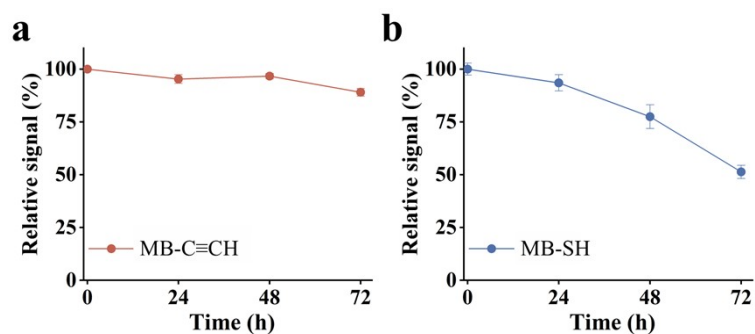 a
Relative signal (%)
100
75
50
25
0
MB-C≡CH
0 24 48 72
Time (h)
b
Relative signal (%)
100
75
50
25
0
MB-SH
0 24 48 72
Time (h)